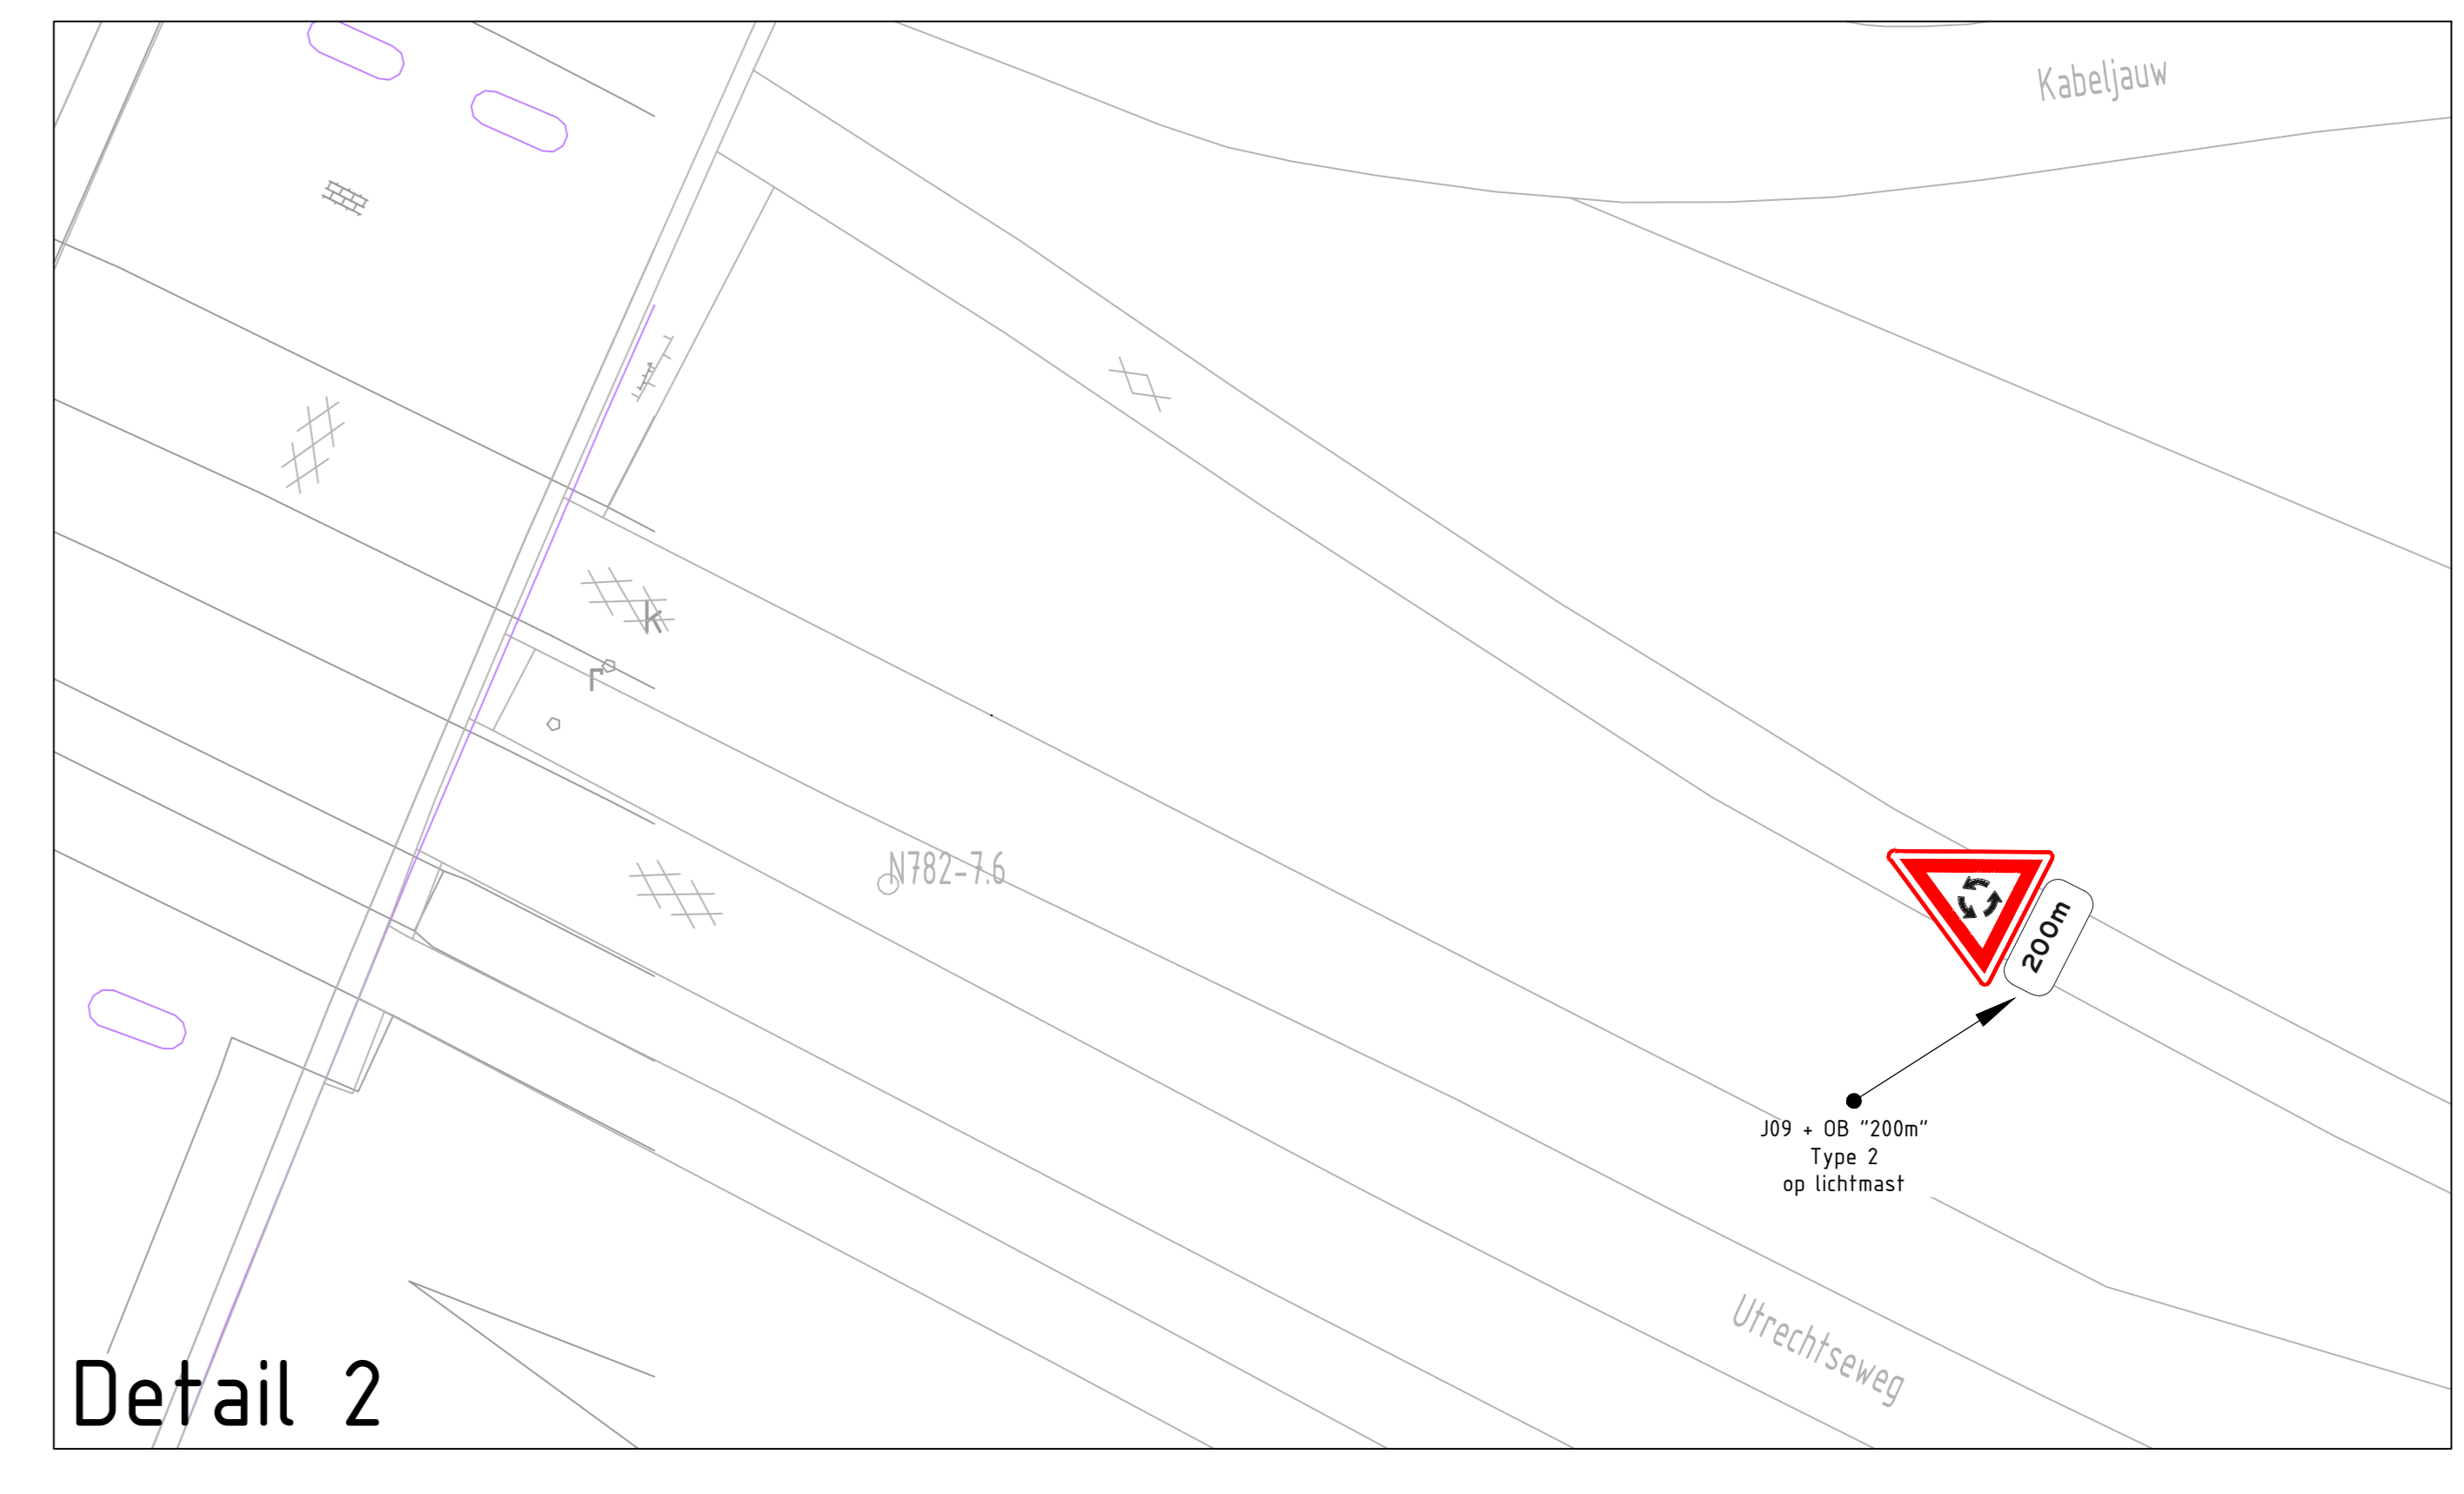 Kabeljauw
k
r
N782-7.6
200m
J09 + OB "200m"
Type 2
op lichtmast
Utrechtseweg
Detail 2